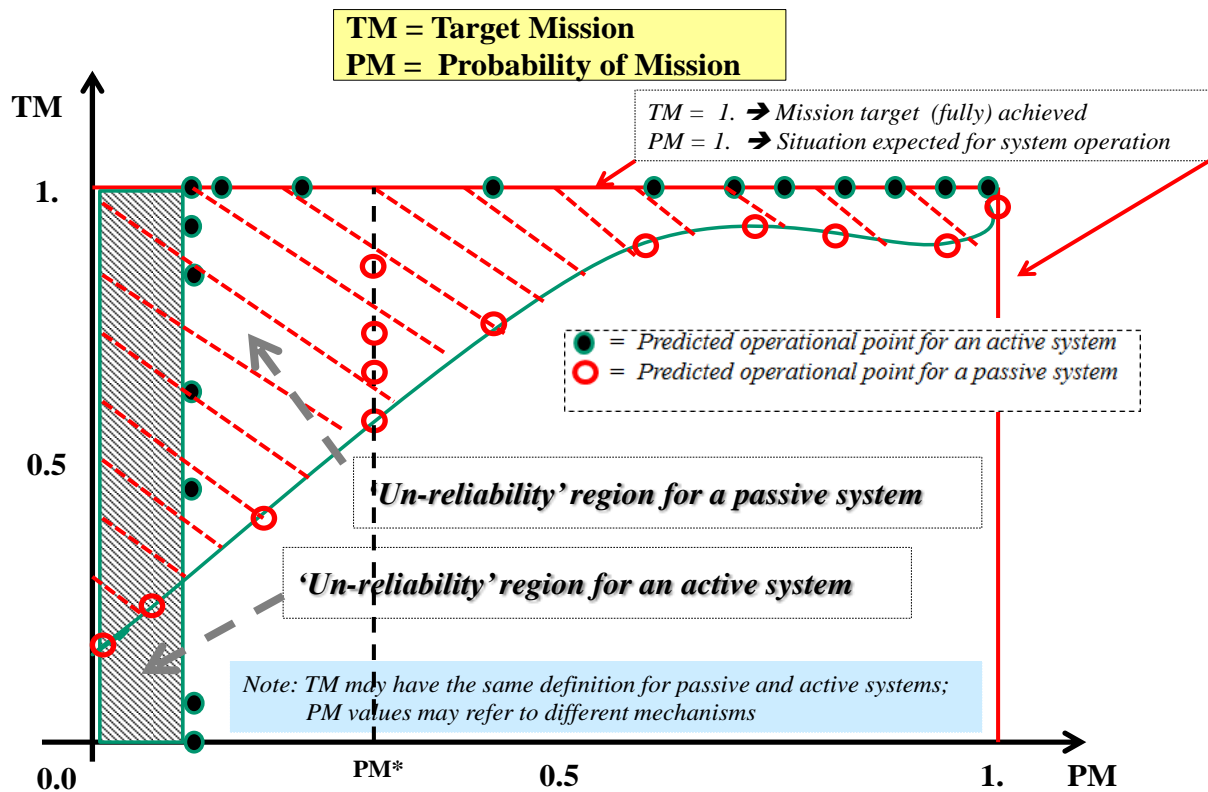 TM = Target Mission
PM = Probability of Mission
TM
TM = 1. ➔ Mission target (fully) achieved
PM = 1. ➔ Situation expected for system operation
1.
= Predicted operational point for an active system
= Predicted operational point for a passive system
0.5
'Un-reliability' region for a passive system
'Un-reliability' region for an active system
Note: TM may have the same definition for passive and active systems;
PM values may refer to different mechanisms
0.0
PM*
0.5
1.
PM